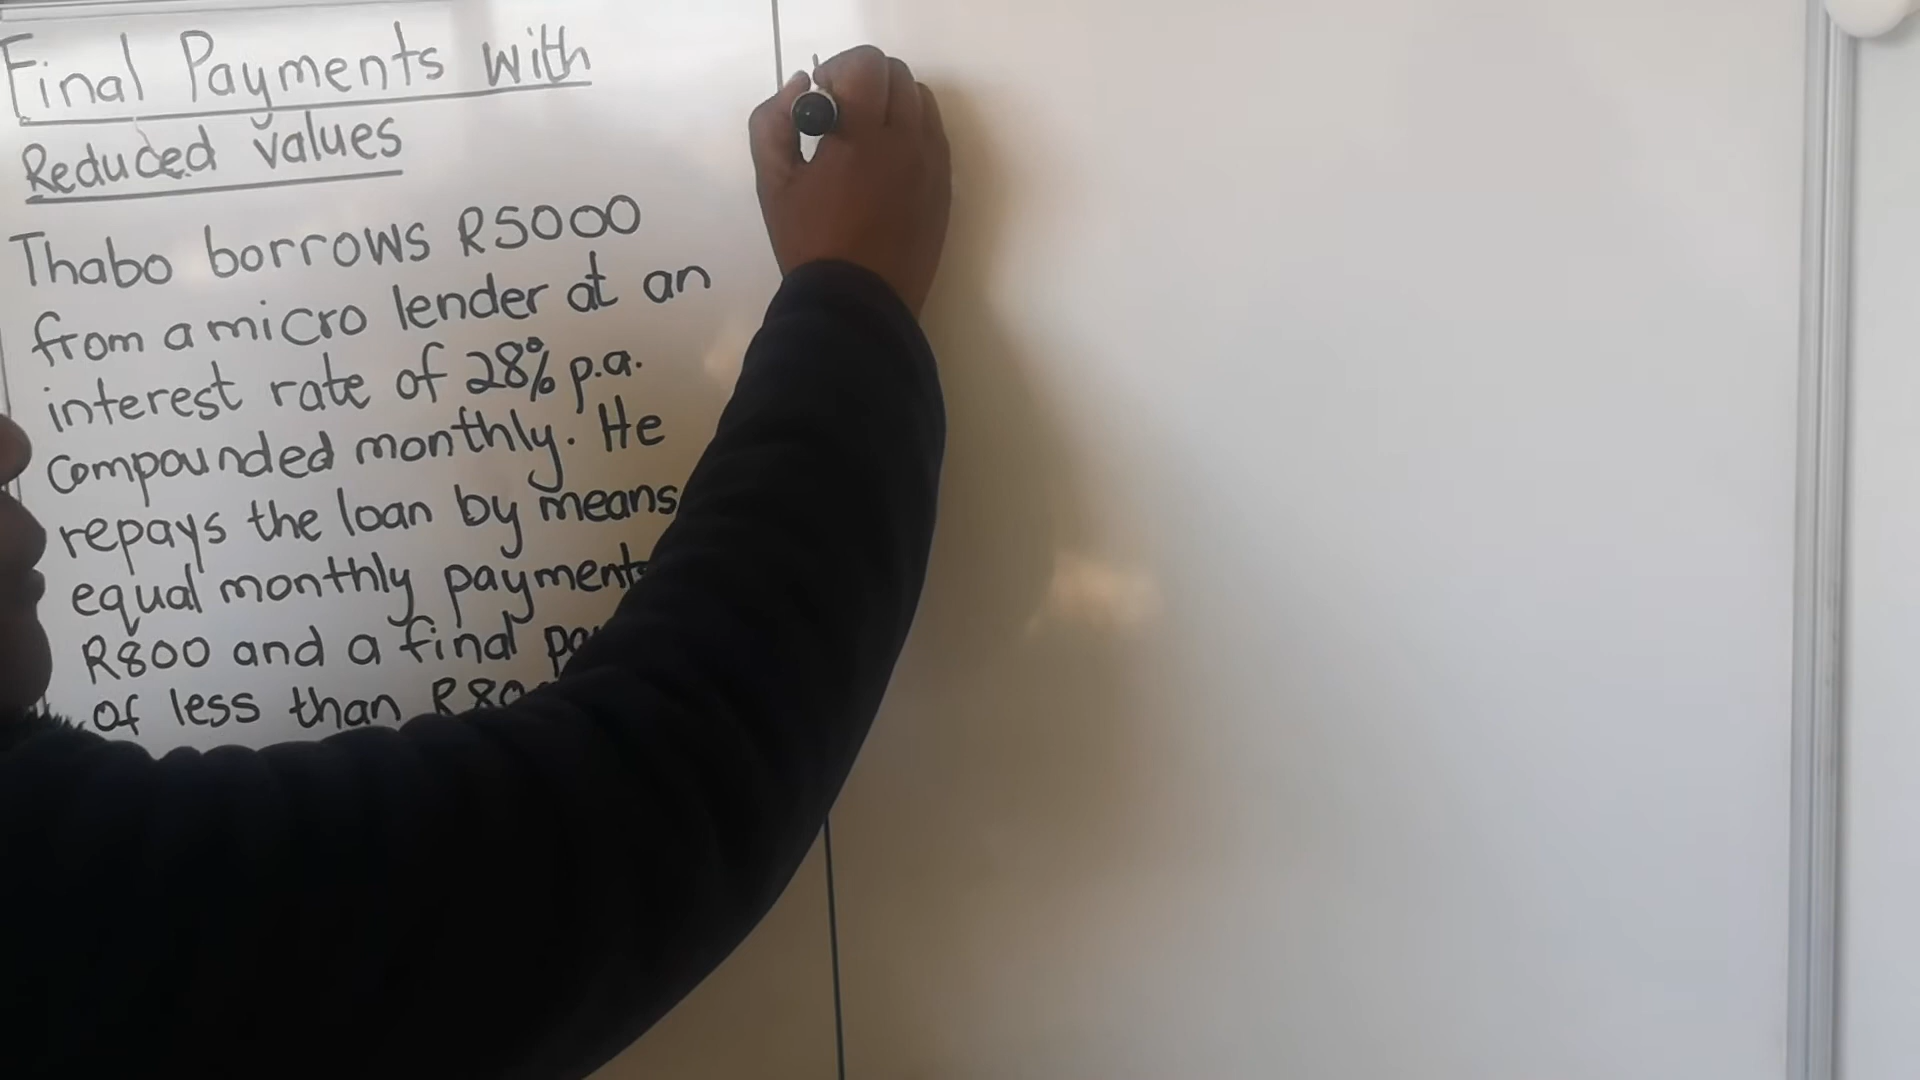 Final Payments with
Reduced values
Thabo borrows R5000
from a micro lender at an
interest rate of 28% p.a.
compounded monthly. He
repays the loan by means
equal monthly payment
R800 and a final
of less than